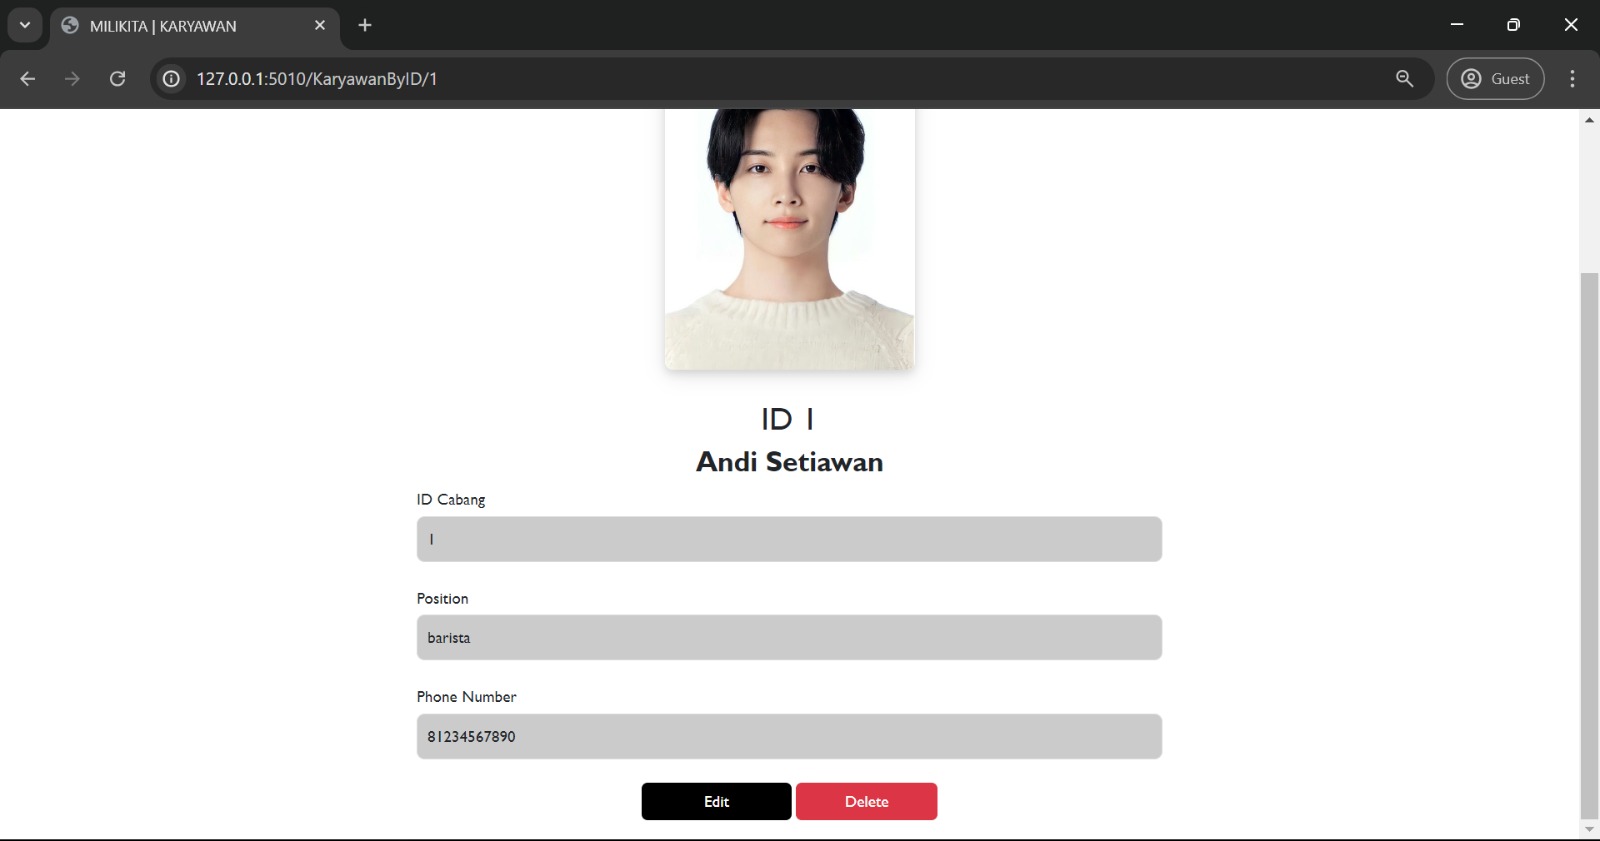 MILIKITA | KARYAWAN
127.0.0.1:5010/KaryawanByID/1
Guest
ID 1
Andi Setiawan
ID Cabang
1
Position
barista
Phone Number
81234567890
Edit Delete